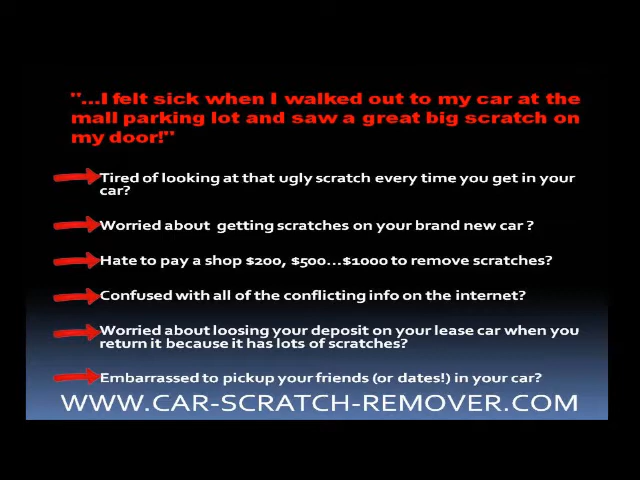 "...I felt sick when I walked out to my car at the
mall parking lot and saw a great big scratch on
my door!"
Tired of looking at that ugly scratch every time you get in your
car?
Worried about getting scratches on your brand new car ?
Hate to pay a shop $200, $500...$1000 to remove scratches?
Confused with all of the conflicting info on the internet?
Worried about loosing your deposit on your lease car when you
return it because it has lots of scratches?
Embarrassed to pickup your friends (or dates!) in your car?
WWW.CAR-SCRATCH-REMOVER.COM